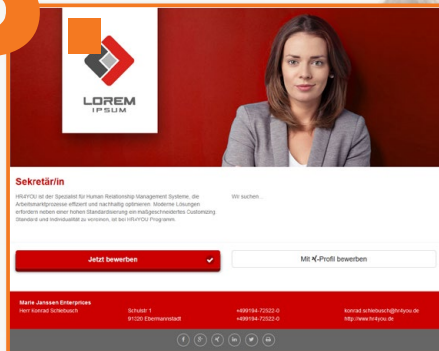 LOREM
IPSUM
Sekretär/in
HR4YOU ist der Spezialist für Human Relationship Management Systeme, die
Arbeitsmarktprozesse effizient und nachhaltig optimieren. Moderne Lösungen
erfordern neben einer hohen Standardisierung ein maßgeschneidertes Customizing.
Standard und Individualität zu vereinen, ist bei HR4YOU Programm.
Wir suchen...
Jetzt bewerben
Mit -Profil bewerben
Marie Janssen Enterprices
Herr Konrad Schliebusch
Schulstr 1
91320 Ebermannstadt
+499194-72522-0
+499194-72522-0
konrad.schliebusch@hr4you.de
http://www.hr4you.de